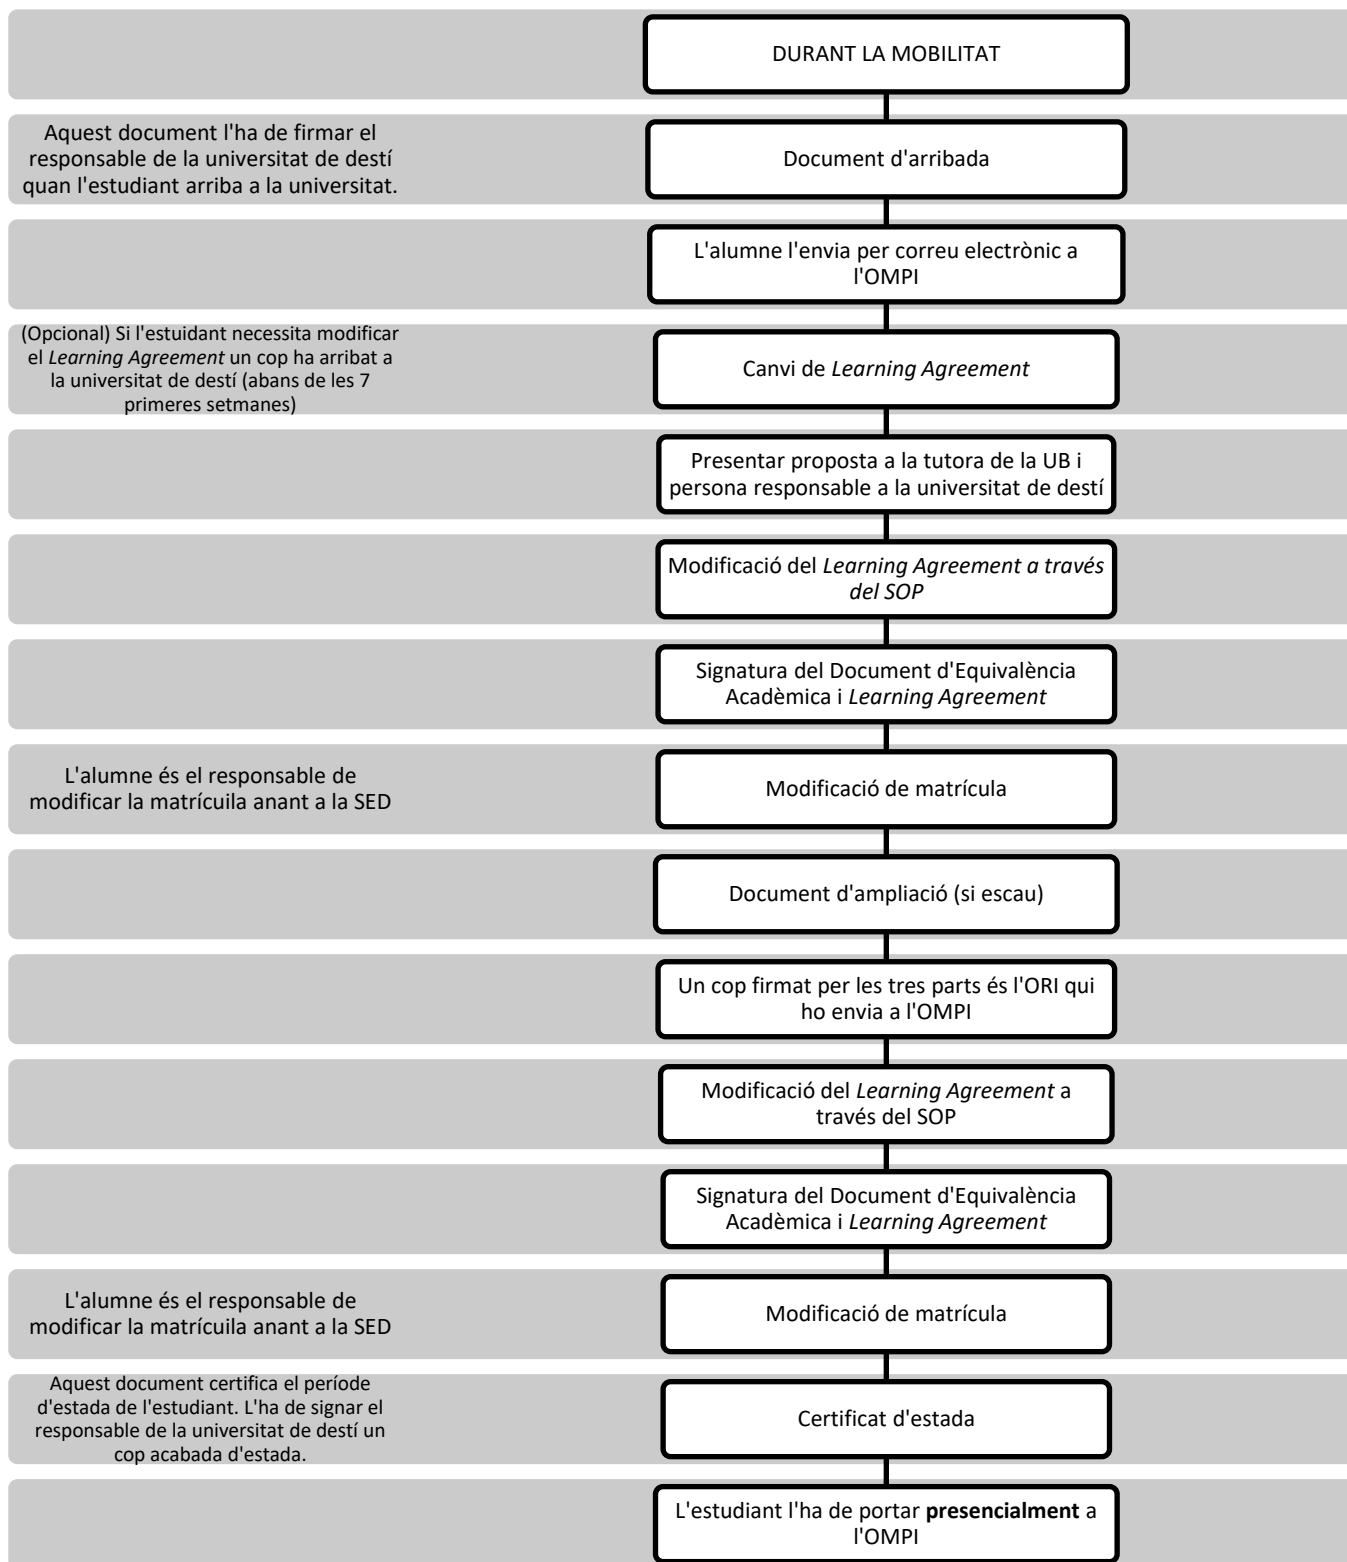 DURANT LA MOBILITAT
Aquest document l'ha de firmar el
responsable de la universitat de destí
quan l'estudiant arriba a la universitat.
Document d'arribada
L'alumne l'envia per correu electrònic a
l'OMPI
(Opcional) Si l'estuidant necessita modificar
el Learning Agreement un cop ha arribat a
la universitat de destí (abans de les 7
primeres setmanes)
Canvi de Learning Agreement
Presentar proposta a la tutora de la UB i
persona responsable a la universitat de destí
Modificació del Learning Agreement a través
del SOP
Signatura del Document d'Equivalència
Acadèmica i Learning Agreement
L'alumne és el responsable de
modificar la matrícuila anant a la SED
Modificació de matrícula
Document d'ampliació (si escau)
Un cop firmat per les tres parts és l'ORI qui
ho envia a l'OMPI
Modificació del Learning Agreement a
través del SOP
Signatura del Document d'Equivalència
Acadèmica i Learning Agreement
L'alumne és el responsable de
modificar la matrícuila anant a la SED
Modificació de matrícula
Aquest document certifica el període
d'estada de l'estudiant. L'ha de signar el
responsable de la universitat de destí un
cop acabada d'estada.
Certificat d'estada
L'estudiant l'ha de portar presencialment a
l'OMPI